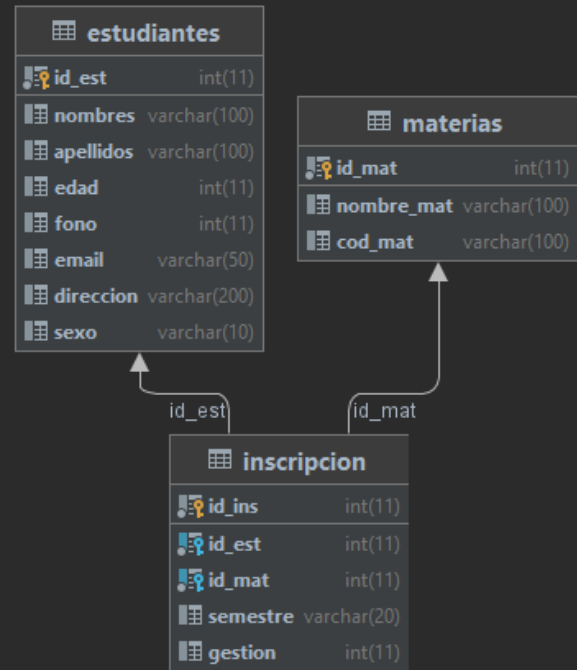 estudiantes
id_est int(11)
nombres varchar(100)
apellidos varchar(100)
edad int(11)
fono int(11)
email varchar(50)
direccion varchar(200)
sexo varchar(10)
materias
id_mat int(11)
nombre_mat varchar(100)
cod_mat varchar(100)
id_est
id_mat
inscripcion
id_ins int(11)
id_est int(11)
id_mat int(11)
semestre varchar(20)
gestion int(11)